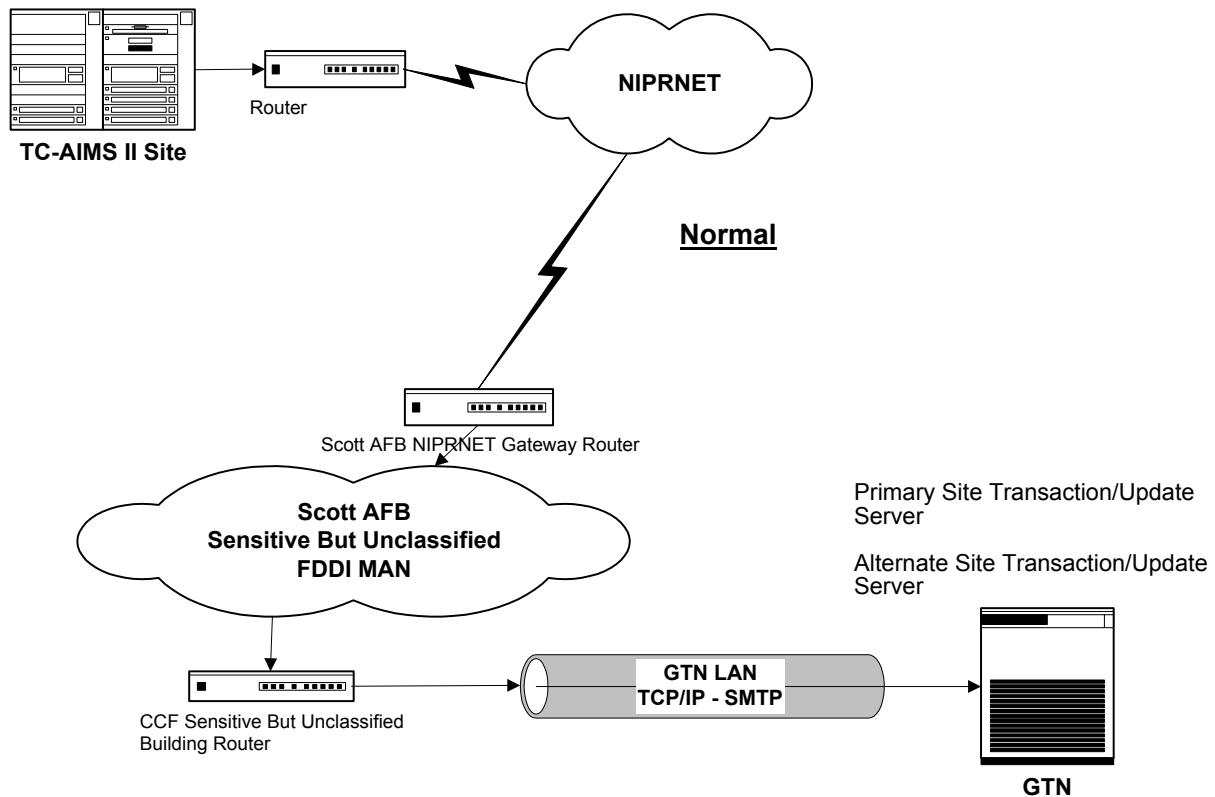 NIPRNET
Router
TC-AIMS II Site
Normal
Scott AFB NIPRNET Gateway Router
Scott AFB
Sensitive But Unclassified
FDDI MAN
Primary Site Transaction/Update
Server
Alternate Site Transaction/Update
Server
GTN LAN
TCP/IP - SMTP
CCF Sensitive But Unclassified
Building Router
GTN